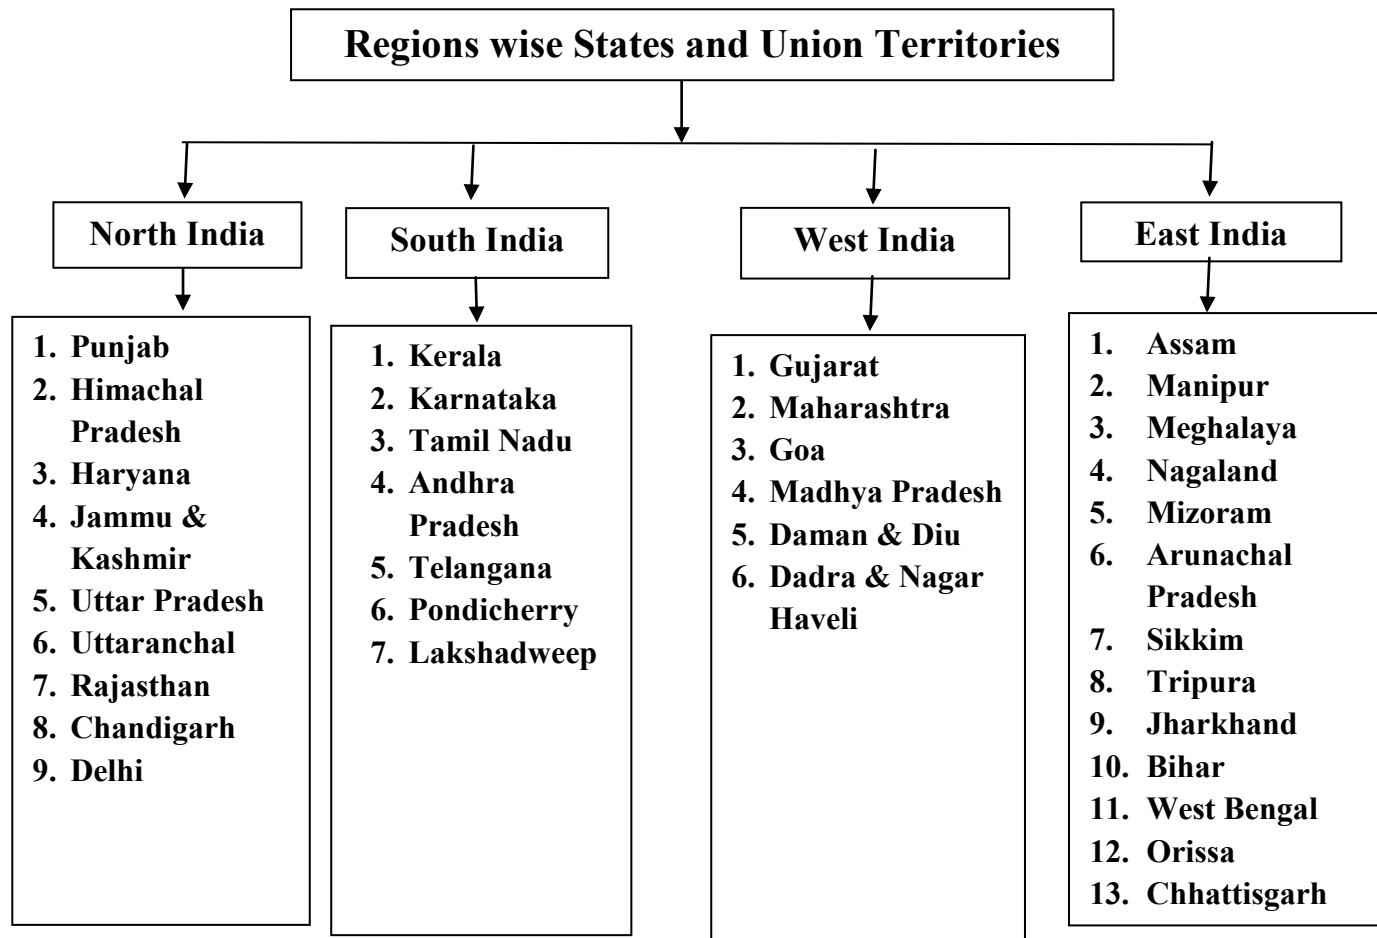 Regions wise States and Union Territories
North India
South India
West India
East India
1. Punjab
2. Himachal
Pradesh
3. Haryana
4. Jammu &
Kashmir
5. Uttar Pradesh
6. Uttaranchal
7. Rajasthan
8. Chandigarh
9. Delhi
1. Kerala
2. Karnataka
3. Tamil Nadu
4. Andhra
Pradesh
5. Telangana
6. Pondicherry
7. Lakshadweep
1. Gujarat
2. Maharashtra
3. Goa
4. Madhya Pradesh
5. Daman & Diu
6. Dadra & Nagar
Haveli
1. Assam
2. Manipur
3. Meghalaya
4. Nagaland
5. Mizoram
6. Arunachal
Pradesh
7. Sikkim
8. Tripura
9. Jharkhand
10. Bihar
11. West Bengal
12. Orissa
13. Chhattisgarh